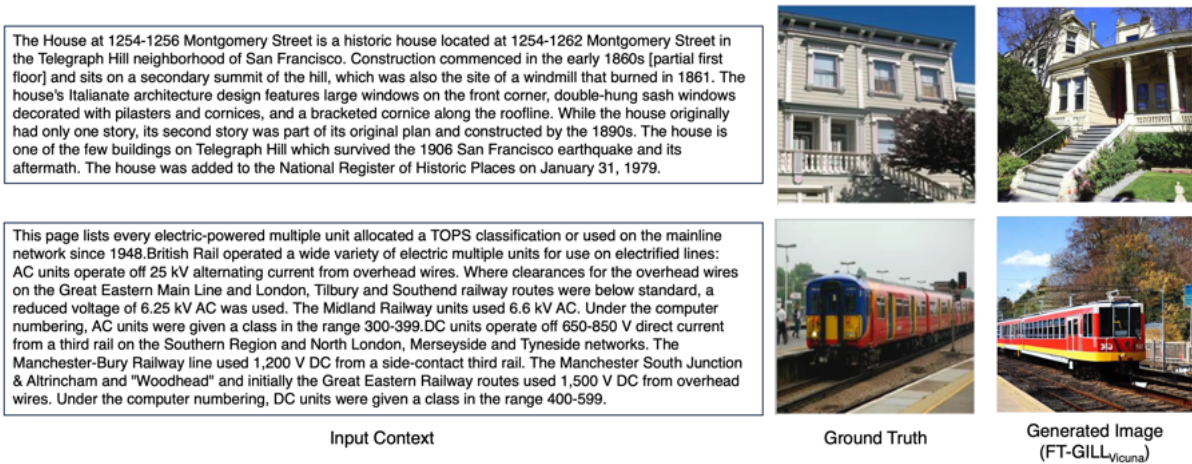 The House at 1254-1256 Montgomery Street is a historic house located at 1254-1262 Montgomery Street in
the Telegraph Hill neighborhood of San Francisco. Construction commenced in the early 1860s [partial first
floor] and sits on a secondary summit of the hill, which was also the site of a windmill that burned in 1861. The
house's Italianate architecture design features large windows on the front corner, double-hung sash windows
decorated with pilasters and cornices, and a bracketed cornice along the roofline. While the house originally
had only one story, its second story was part of its original plan and constructed by the 1890s. The house is
one of the few buildings on Telegraph Hill which survived the 1906 San Francisco earthquake and its
aftermath. The house was added to the National Register of Historic Places on January 31, 1979.
This page lists every electric-powered multiple unit allocated a TOPS classification or used on the mainline
network since 1948.British Rail operated a wide variety of electric multiple units for use on electrified lines:
AC units operate off 25 kV alternating current from overhead wires. Where clearances for the overhead wires
on the Great Eastern Main Line and London, Tilbury and Southend railway routes were below standard, a
reduced voltage of 6.25 kV AC was used. The Midland Railway units used 6.6 kV AC. Under the computer
numbering, AC units were given a class in the range 300-399.DC units operate off 650-850 V direct current
from a third rail on the Southern Region and North London, Merseyside and Tyneside networks. The
Manchester-Bury Railway line used 1,200 V DC from a side-contact third rail. The Manchester South Junction
& Altrincham and "Woodhead" and initially the Great Eastern Railway routes used 1,500 V DC from overhead
wires. Under the computer numbering, DC units were given a class in the range 400-599.
Input Context
Ground Truth
Generated Image
(FT-GILL Vicuna)